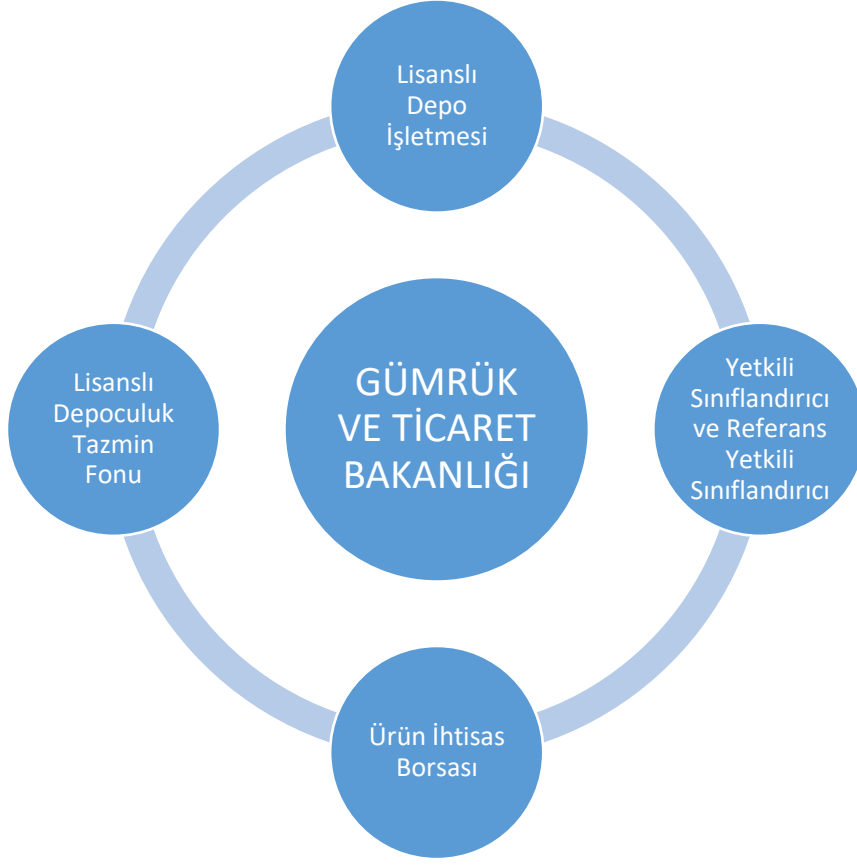 Lisanslı
Depo
İşletmesi
GÜMRÜK
VE TİCARET
BAKANLIĞI
Yetkili
Sınıflandırıcı
ve Referans
Yetkili
Sınıflandırıcı
Ürün İhtisas
Borsası
Lisanslı
Depoculuk
Tazmin
Fonu